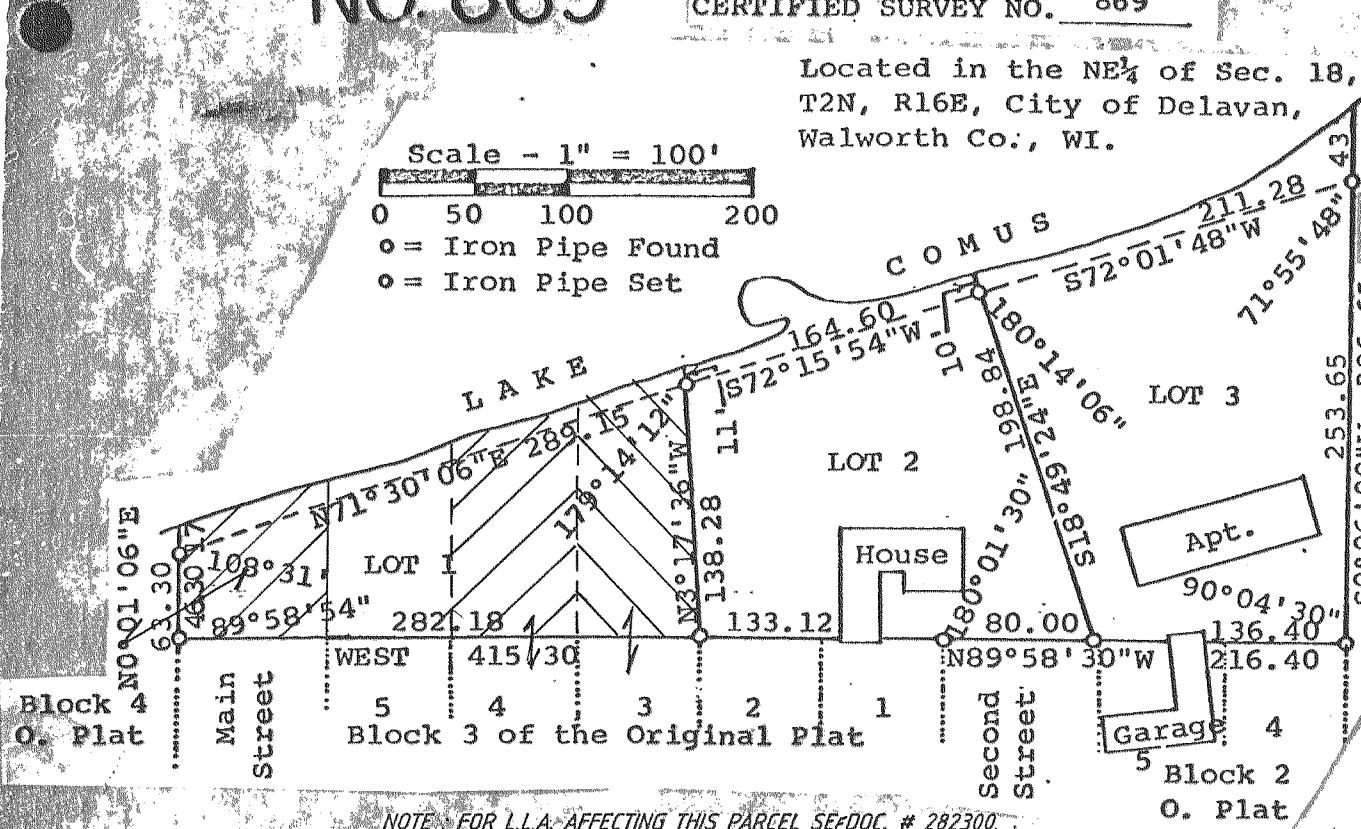 NO. 889
CERTIFIED SURVEY NO. 889
Located in the NE¼ of Sec. 18,
T2N, R16E, City of Delavan,
Walworth Co., WI.
Scale - 1" = 100'
0 50 100 200
o = Iron Pipe Found
o = Iron Pipe Set
LAKE COMUS
43
211.28
S72°01'48"W
71°55'48"
164.60
S72°15'54"W
10'
180°14'06"
LOT 3
253.65
N71°30'06"E 289.15
179°14'12"
11'
N3°17'36"W
138.28
LOT 2
198.84
S18°49'24"E
180°01'30"
N0°01'06"E
63.30
46.30
17
108°31'
89°58'54"
LOT 1
House
Apt.
90°04'30"
282.18
133.12
80.00
136.40
WEST 415.30
N89°58'30"W
216.40
Block 4
O. Plat
Main
Street
5 4 3 2 1
Block 3 of the Original Plat
Second
Street
Garage
5
4
Block 2
O. Plat
NOTE: FOR L.L.A. AFFECTING THIS PARCEL SEE DOC. # 282300.